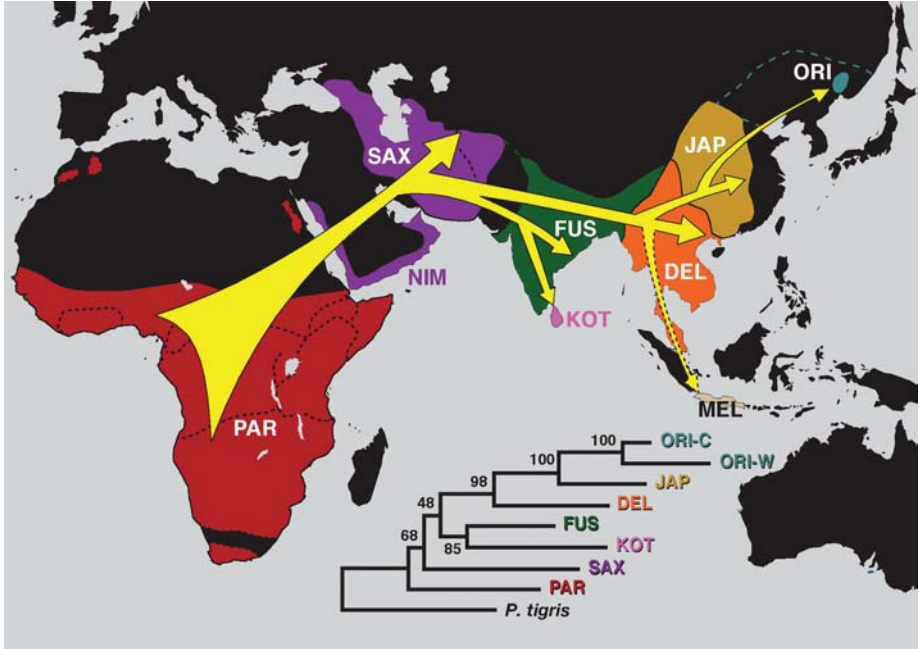 ORI
JAP
SAX
FUS
NIM
DEL
KOT
MEL
PAR
100
ORI-C
100
ORI-W
98
JAP
48
DEL
FUS
68
85
KOT
SAX
PAR
P. tigris